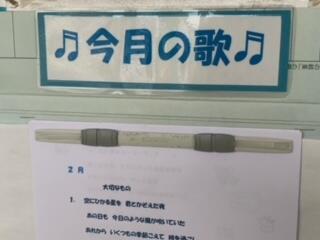 ♫今月の歌♫
2月
大切なもの
1. 空にひかる星を 君とかぞえた夜
あの日も 今日のような風が吹いていた
あれから いくつもの季節こえて 時を過ごし